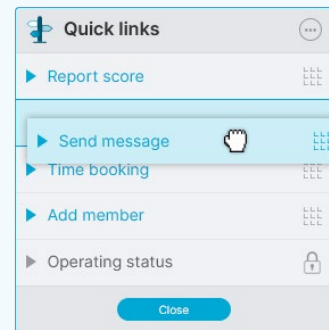 Quick links
Report score
Send message
Time booking
Add member
Operating status
Close